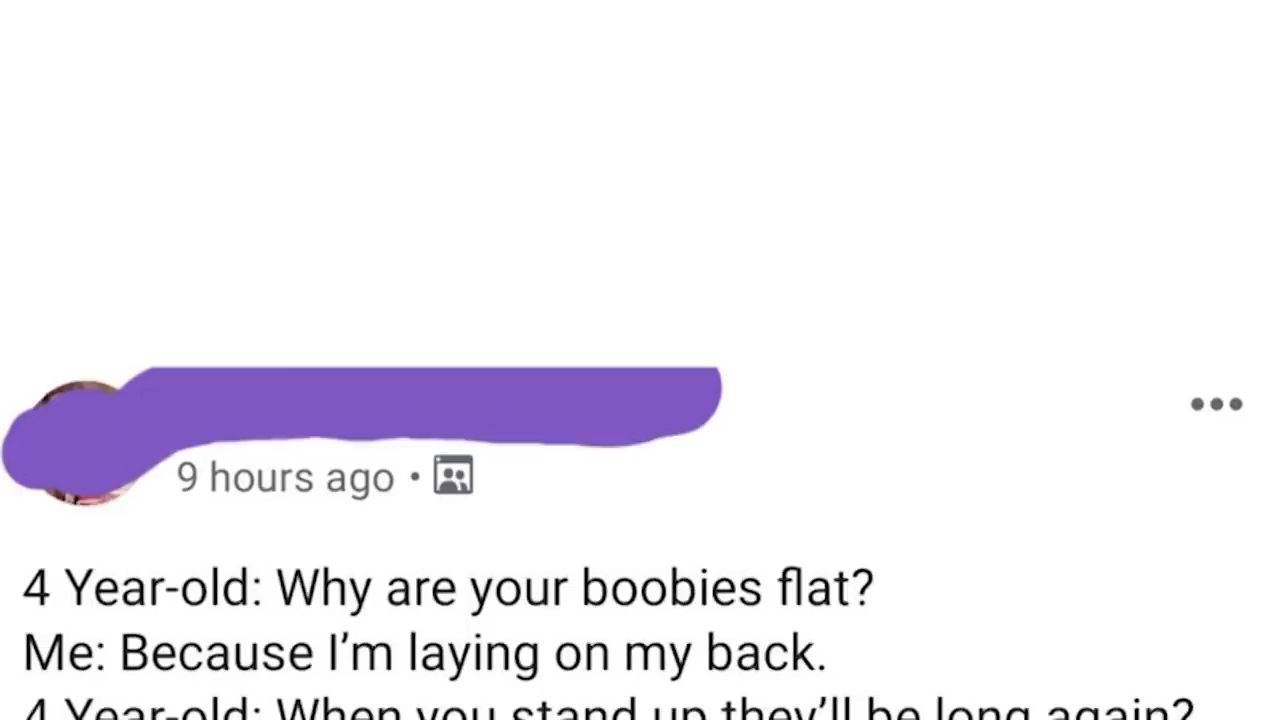 9 hours ago •
4 Year-old: Why are your boobies flat?
Me: Because I’m laying on my back.
4 Year-old: When you stand up they’ll be long again?